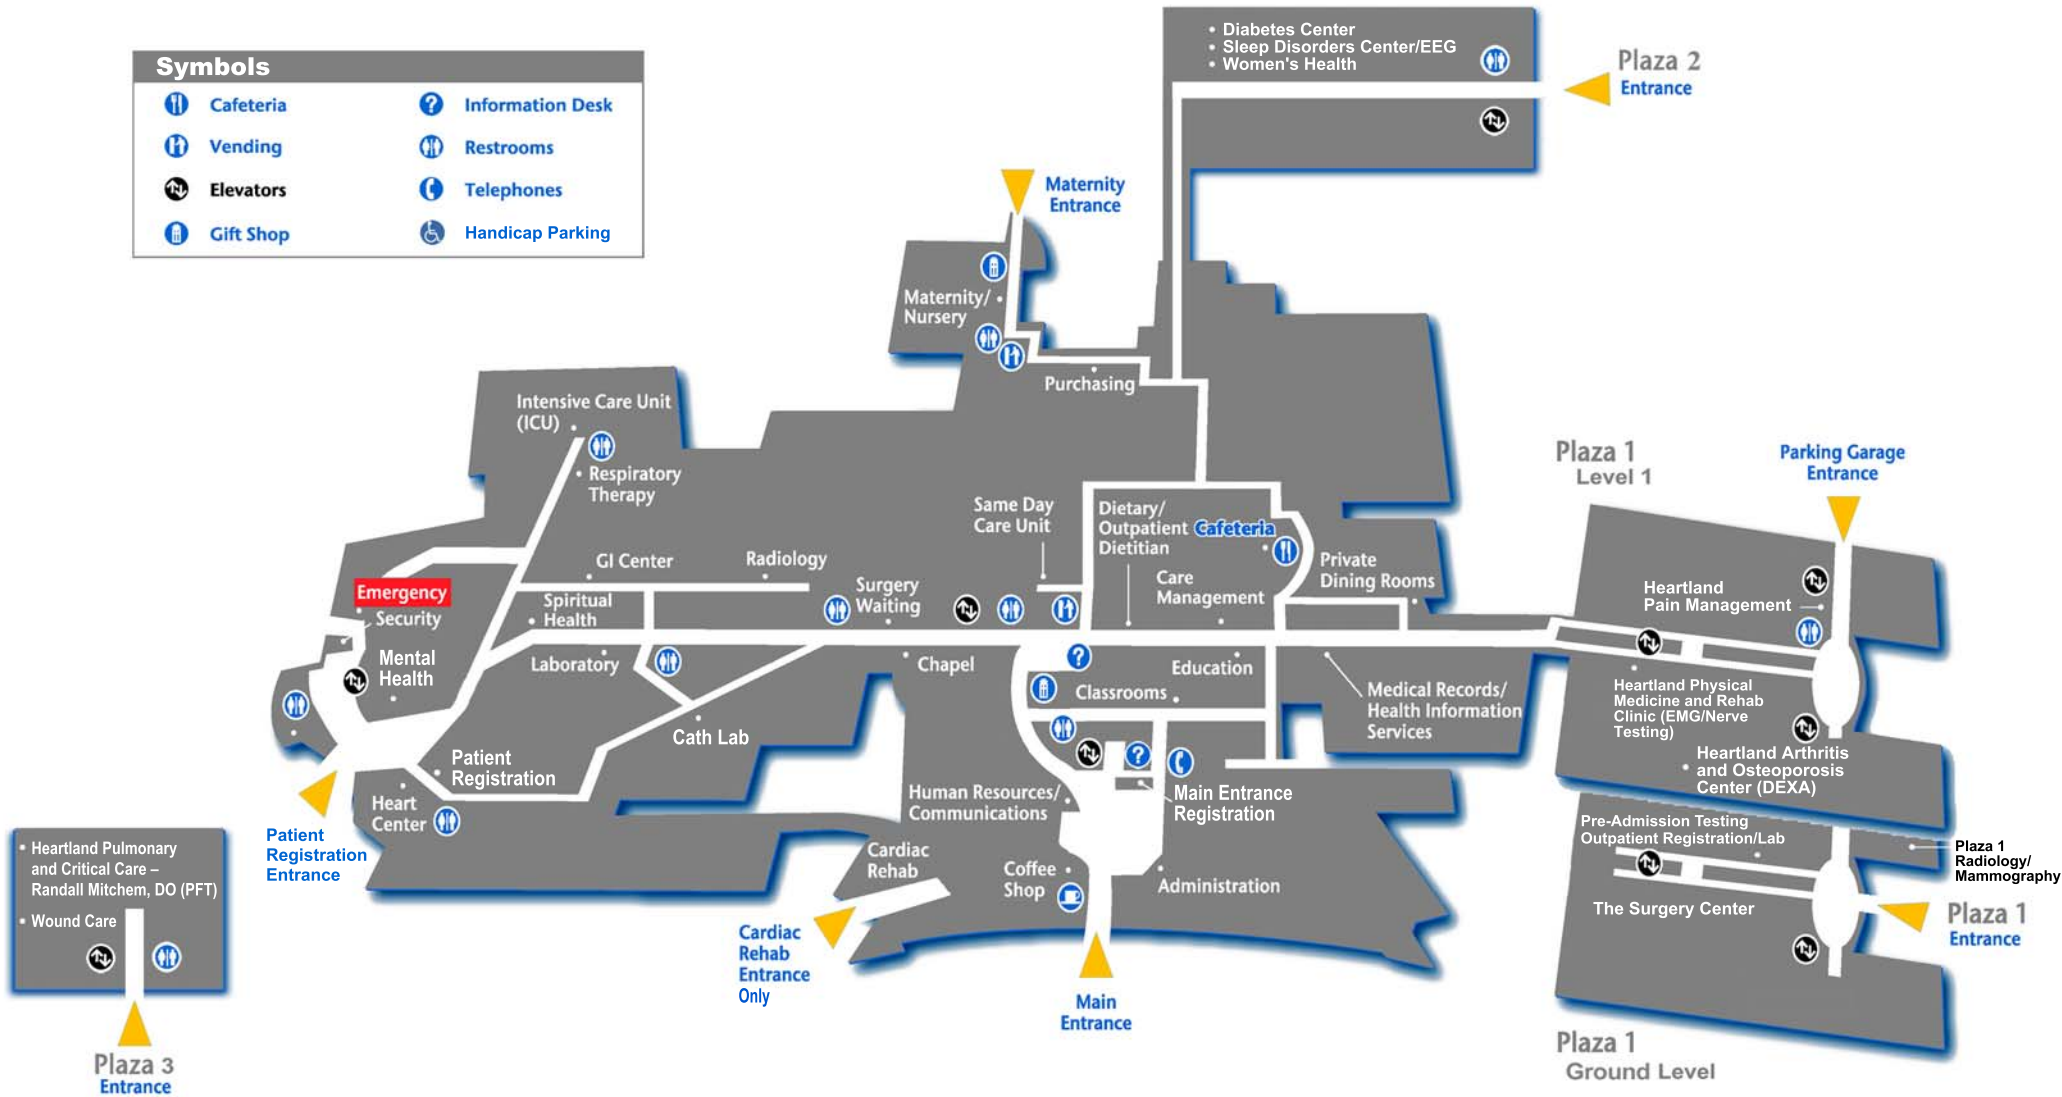 Symbols
Cafeteria
Information Desk
Vending
Restrooms
Elevators
Telephones
Gift Shop
Handicap Parking
• Diabetes Center
• Sleep Disorders Center/EEG
• Women's Health
Plaza 2
Entrance
Maternity
Entrance
Maternity/
Nursery
Purchasing
Intensive Care Unit
(ICU)
Respiratory
Therapy
Same Day
Care Unit
Dietary/
Outpatient
Dietitian
Cafeteria
Private
Dining Rooms
Care
Management
GI Center
Radiology
Surgery
Waiting
Emergency
Security
Spiritual
Health
Mental
Health
Laboratory
Chapel
Education
Classrooms
Medical Records/
Health Information
Services
Cath Lab
Patient
Registration
Heart
Center
Human Resources/
Communications
Main Entrance
Registration
Cardiac
Rehab
Coffee
Shop
Administration
Patient
Registration
Entrance
Cardiac
Rehab
Entrance
Only
Main
Entrance
• Heartland Pulmonary
and Critical Care –
Randall Mitchem, DO (PFT)
• Wound Care
Plaza 3
Entrance
Plaza 1
Level 1
Parking Garage
Entrance
Heartland
Pain Management
Heartland Physical
Medicine and Rehab
Clinic (EMG/Nerve
Testing)
Heartland Arthritis
and Osteoporosis
Center (DEXA)
Pre-Admission Testing
Outpatient Registration/Lab
Plaza 1
Radiology/
Mammography
The Surgery Center
Plaza 1
Entrance
Plaza 1
Ground Level